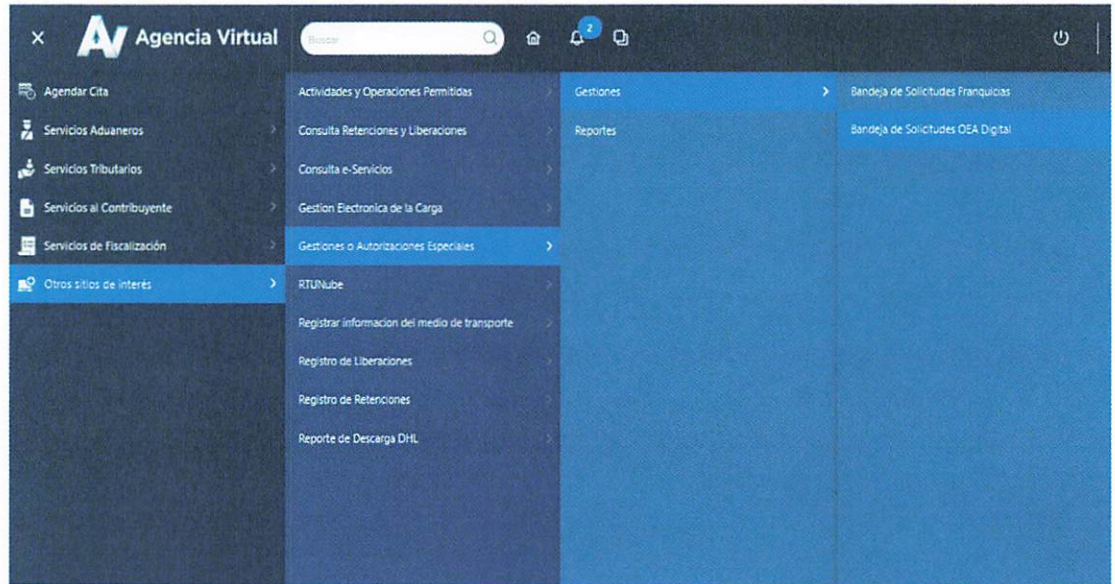 Agencia Virtual
Buscar
2
Agendar Cita
Servicios Aduaneros
Servicios Tributarios
Servicios al Contribuyente
Servicios de Fiscalización
Otros sitios de interés
Actividades y Operaciones Permitidas
Consulta Retenciones y Liberaciones
Consulta e-Servicios
Gestion Electronica de la Carga
Gestiones o Autorizaciones Especiales
RTUNube
Registrar informacion del medio de transporte
Registro de Liberaciones
Registro de Retenciones
Reporte de Descarga DHL
Gestiones
Reportes
Bandeja de Solicitudes Franquicias
Bandeja de Solicitudes OEA Digital